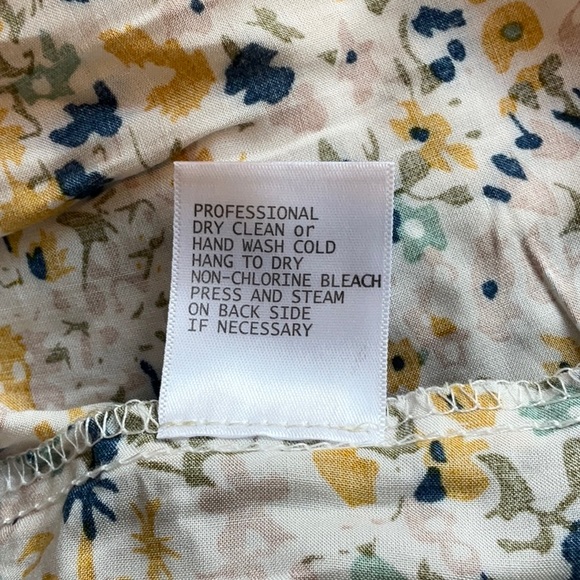 PROFESSIONAL
DRY CLEAN or
HAND WASH COLD
HANG TO DRY
NON-CHLORINE BLEACH
PRESS AND STEAM
ON BACK SIDE
IF NECESSARY